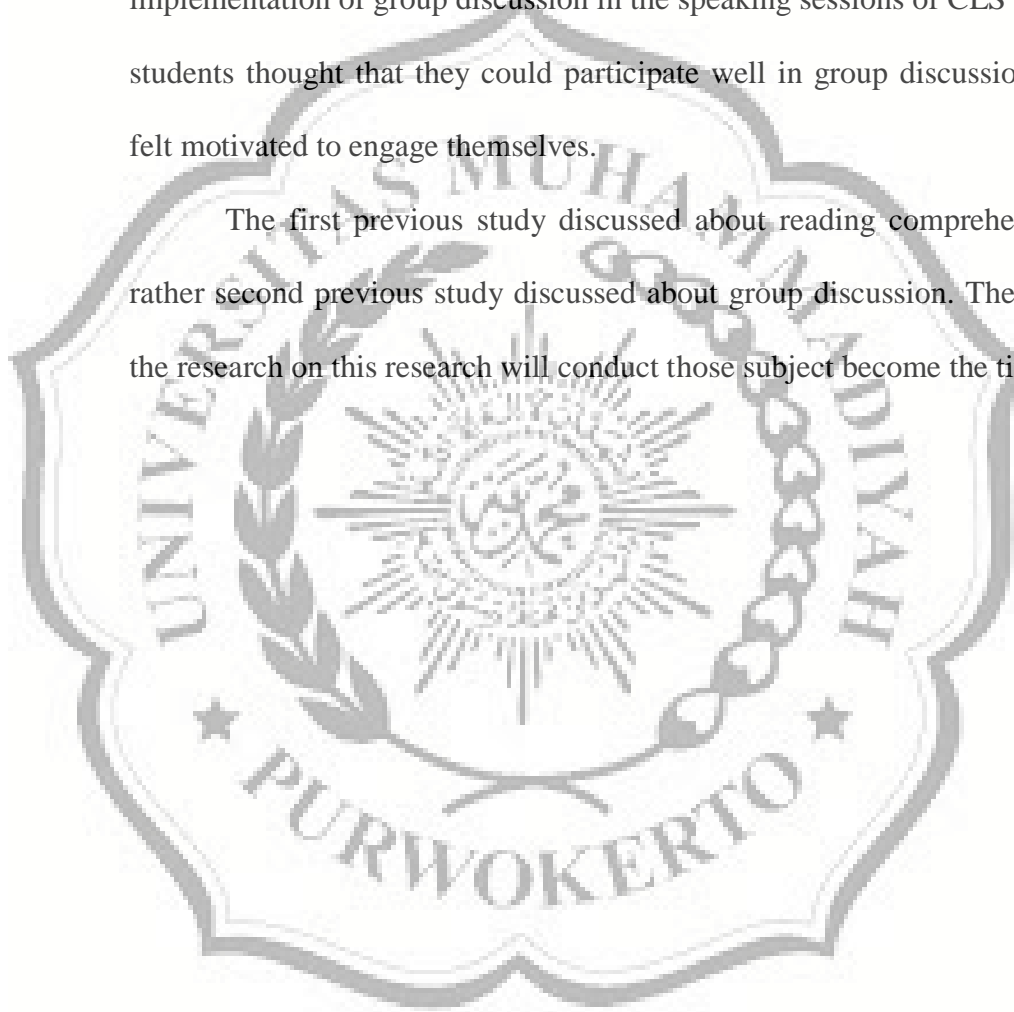 implementation of group discussion in the speaking sessions of CLS
students thought that they could participate well in group discussio
felt motivated to engage themselves.
The first previous study discussed about reading comprehe
rather second previous study discussed about group discussion. The
the research on this research will conduct those subject become the ti
UNIVERSITAS MUHAMMADIYAH
PURWOKERTO